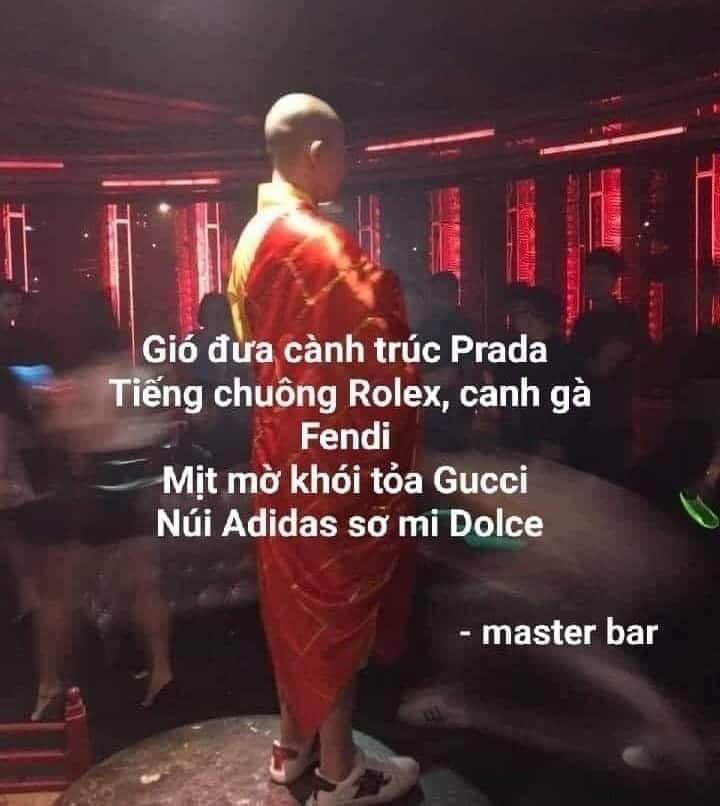 Gió đưa cành trúc Prada
Tiếng chuông Rolex, canh gà
Fendi
Mịt mờ khói tỏa Gucci
Núi Adidas sơ mi Dolce
- master bar